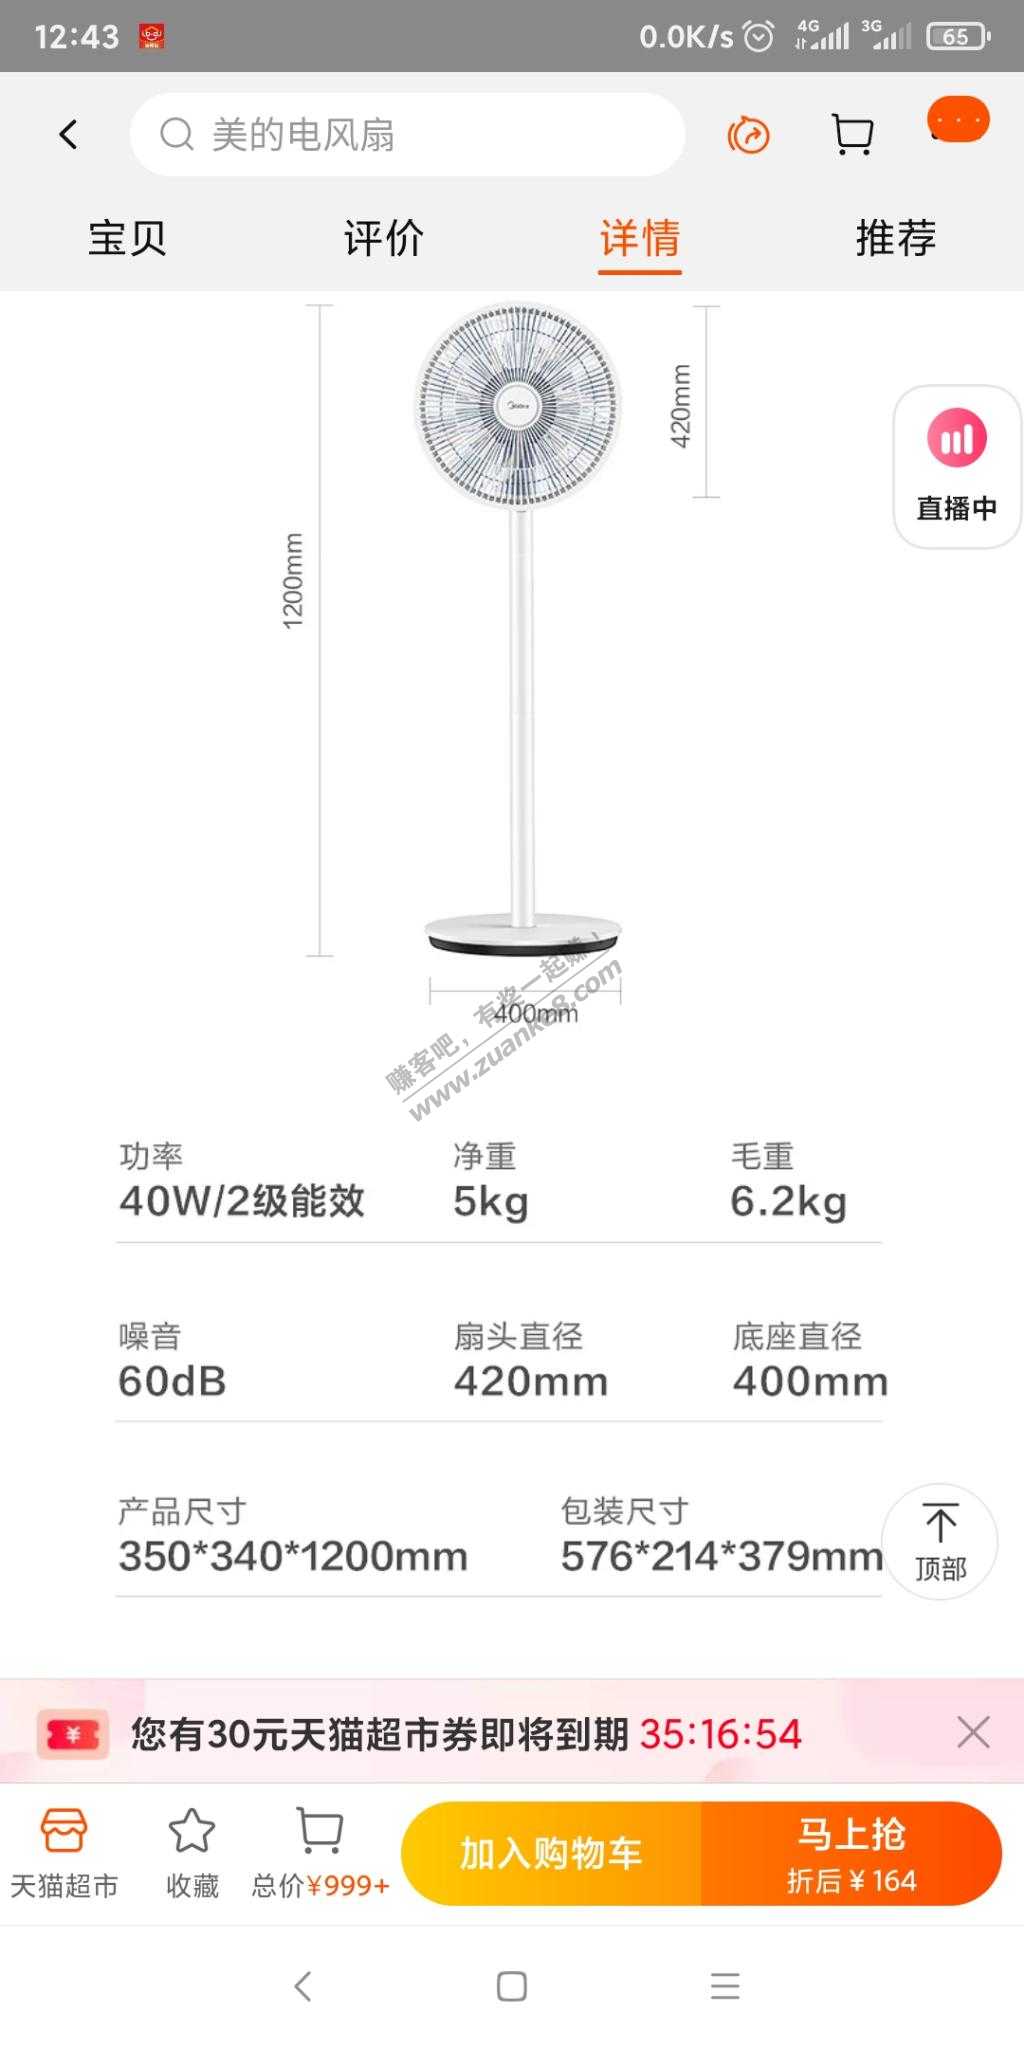 12:43
0.0K/s
4G
3G
65
美的电风扇
宝贝
评价
详情
推荐
420mm
直播中
1200mm
Midea
400mm
赚客吧，有奖一起赚！
www.zuanke8.com
功率
净重
毛重
40W/2级能效
5kg
6.2kg
噪音
扇头直径
底座直径
60dB
420mm
400mm
产品尺寸
包装尺寸
350*340*1200mm
576*214*379mm
顶部
您有30元天猫超市券即将到期 35:16:54
天猫超市
收藏
总价¥999+
加入购物车
马上抢
折后 ¥ 164